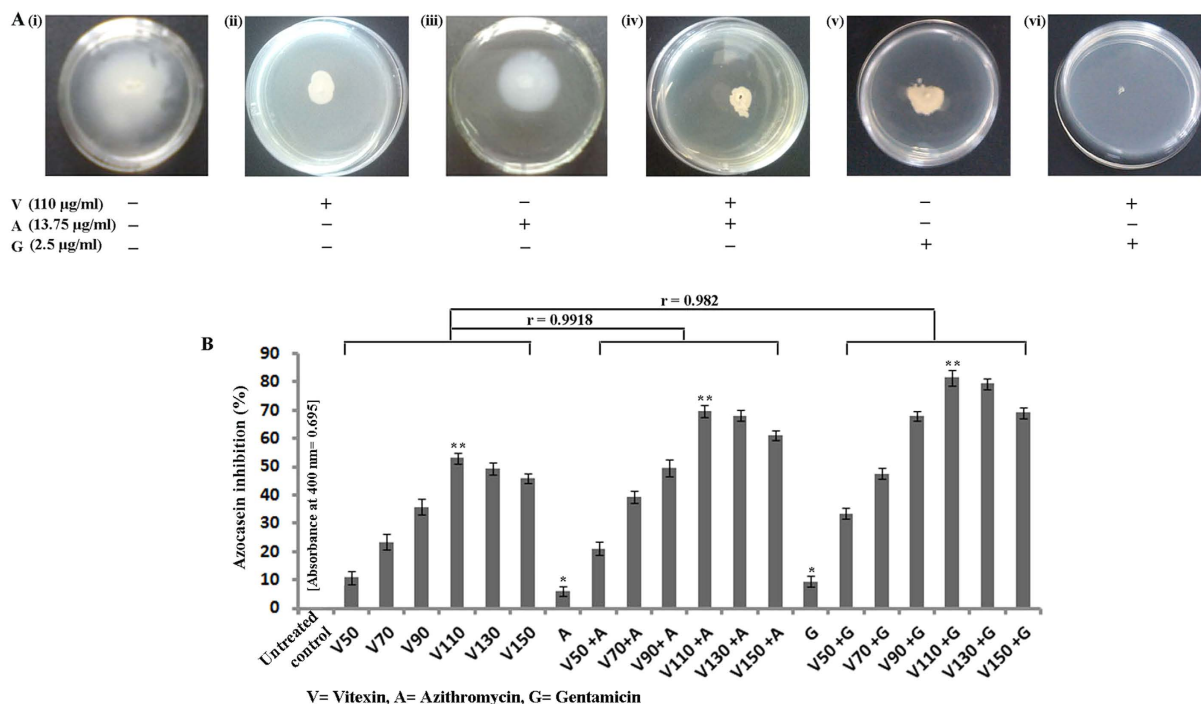 A (i) (ii) (iii) (iv) (v) (vi)
V (110 µg/ml) – + – + – +
A (13.75 µg/ml) – – + + – –
G (2.5 µg/ml) – – – – + +
r = 0.982
r = 0.9918
B
Azocasein inhibition (%)
90
80
70
60
50
40
30
20
10
0
[Absorbance at 400 nm= 0.695]
** ** **
* *
Untreated control
V50
V70
V90
V110
V130
V150
A
V50 +A
V70+A
V90+ A
V110 +A
V130 +A
V150 +A
G
V50 +G
V70 +G
V90 +G
V110 +G
V130 +G
V150 +G
V= Vitexin, A= Azithromycin, G= Gentamicin